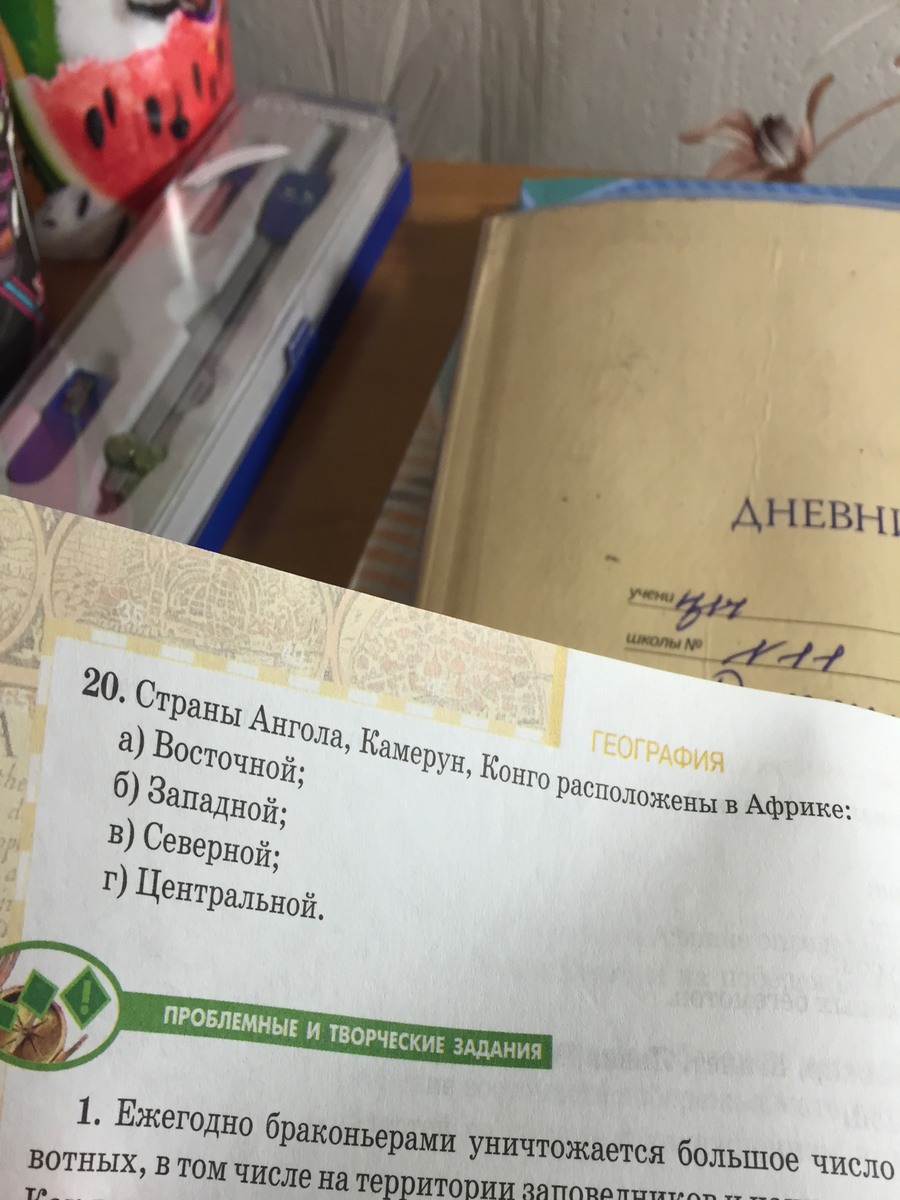 ДНЕВНИ
учени
школы №
ГЕОГРАФИЯ
20. Страны Ангола, Камерун, Конго расположены в Африке:
а) Восточной;
б) Западной;
в) Северной;
г) Центральной.
ПРОБЛЕМНЫЕ И ТВОРЧЕСКИЕ ЗАДАНИЯ
1. Ежегодно браконьерами уничтожается большое число
вотных, в том числе на территории заповедников и